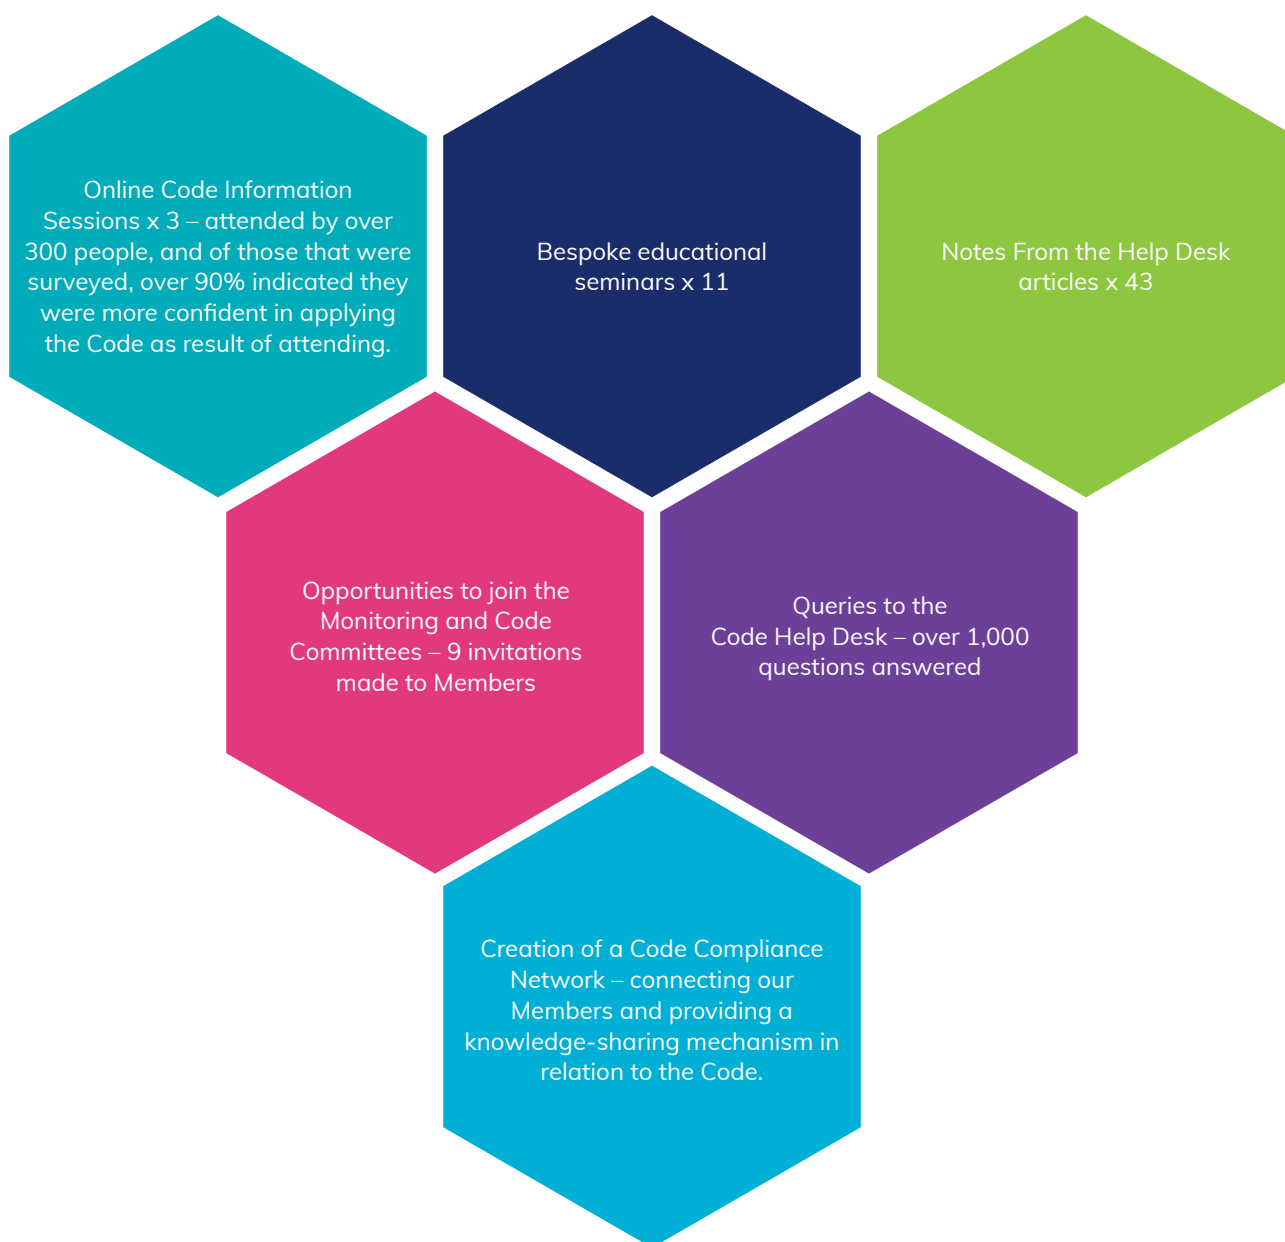 Online Code Information
Sessions x 3 – attended by over
300 people, and of those that were
surveyed, over 90% indicated they
were more confident in applying
the Code as result of attending.
Bespoke educational
seminars x 11
Notes From the Help Desk
articles x 43
Opportunities to join the
Monitoring and Code
Committees – 9 invitations
made to Members
Queries to the
Code Help Desk – over 1,000
questions answered
Creation of a Code Compliance
Network – connecting our
Members and providing a
knowledge-sharing mechanism in
relation to the Code.